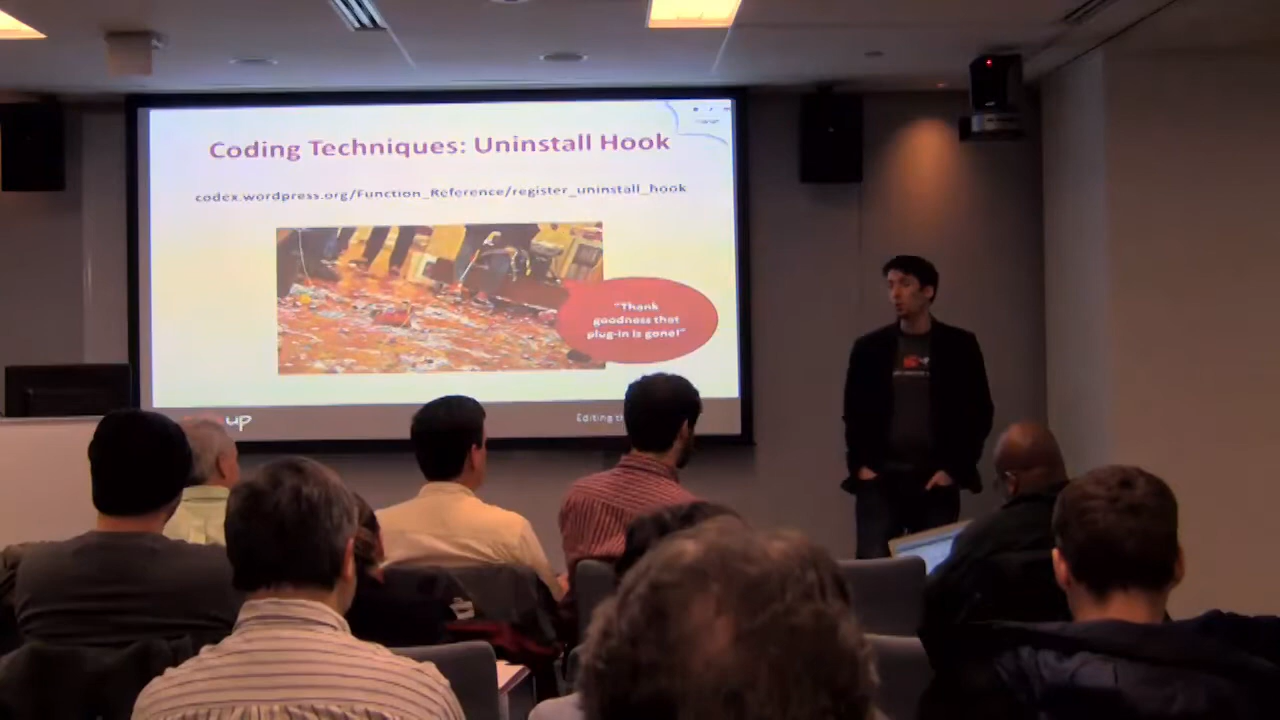 Coding Techniques: Uninstall Hook
codex.wordpress.org/Function_Reference/register_uninstall_hook
"Thank
goodness that
plug-in is gone!"
up
Editing